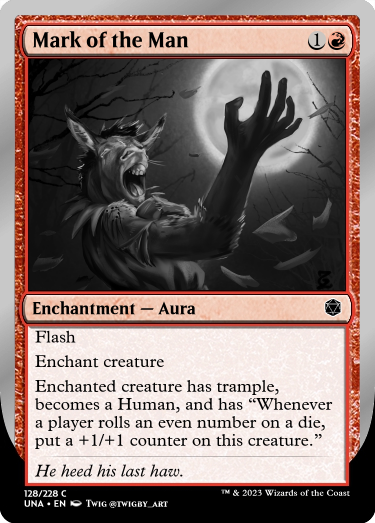 Mark of the Man 1
Enchantment — Aura
Flash
Enchant creature
Enchanted creature has trample,
becomes a Human, and has “Whenever
a player rolls an even number on a die,
put a +1/+1 counter on this creature.”
He heed his last haw.
128/228 C ™ & 2023 Wizards of the Coast
UNA • EN Twig @twigby_art